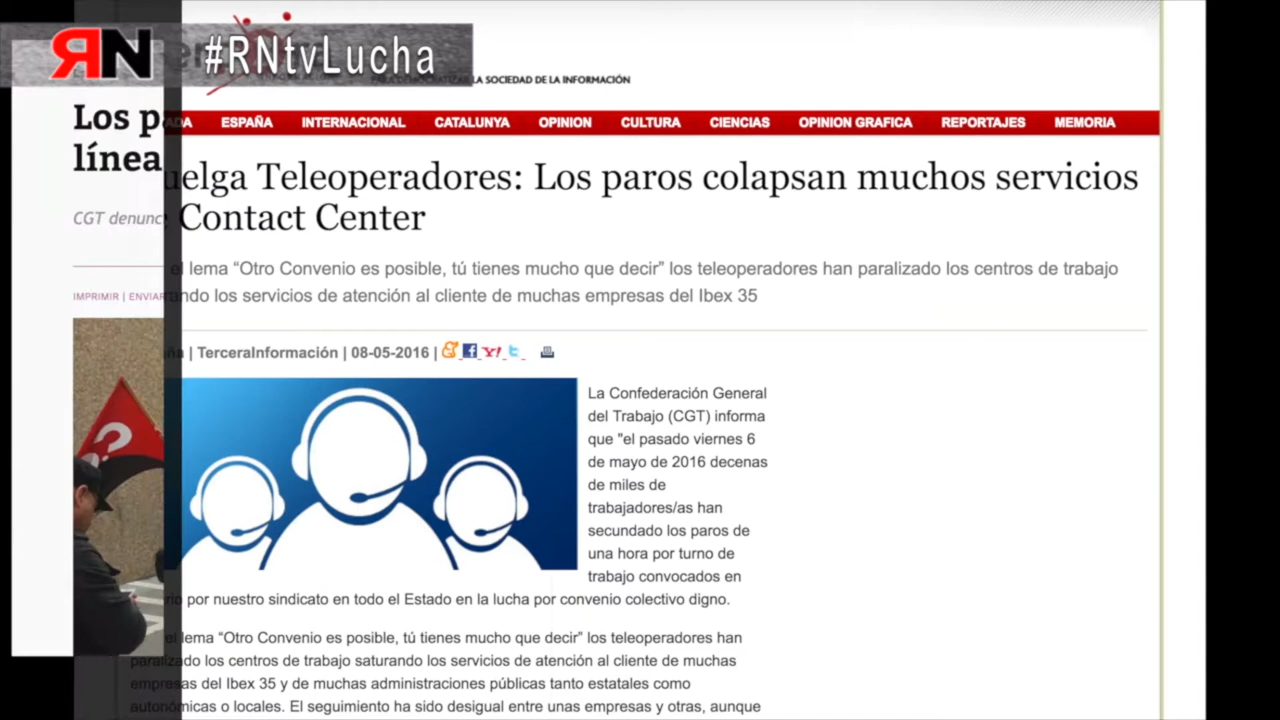 RN #RNtvLucha
LA SOCIEDAD DE LA INFORMACIÓN
ESPAÑA INTERNACIONAL CATALUNYA OPINION CULTURA CIENCIAS OPINION GRAFICA REPORTAJES MEMORIA
Los
línea
CGT
IMPRIMIR | ENVIAR
Teleoperadores: Los paros colapsan muchos servicios
Contact Center
el lema “Otro Convenio es posible, tú tienes mucho que decir” los teleoperadores han paralizado los centros de trabajo
los servicios de atención al cliente de muchas empresas del Ibex 35
| TerceraInformación | 08-05-2016 |
La Confederación General
del Trabajo (CGT) informa
que "el pasado viernes 6
de mayo de 2016 decenas
de miles de
trabajadores/as han
secundado los paros de
una hora por turno de
trabajo convocados en
por nuestro sindicato en todo el Estado en la lucha por convenio colectivo digno.
el lema “Otro Convenio es posible, tú tienes mucho que decir” los teleoperadores han
paralizado los centros de trabajo saturando los servicios de atención al cliente de muchas
empresas del Ibex 35 y de muchas administraciones públicas tanto estatales como
autonómicas o locales. El seguimiento ha sido desigual entre unas empresas y otras, aunque